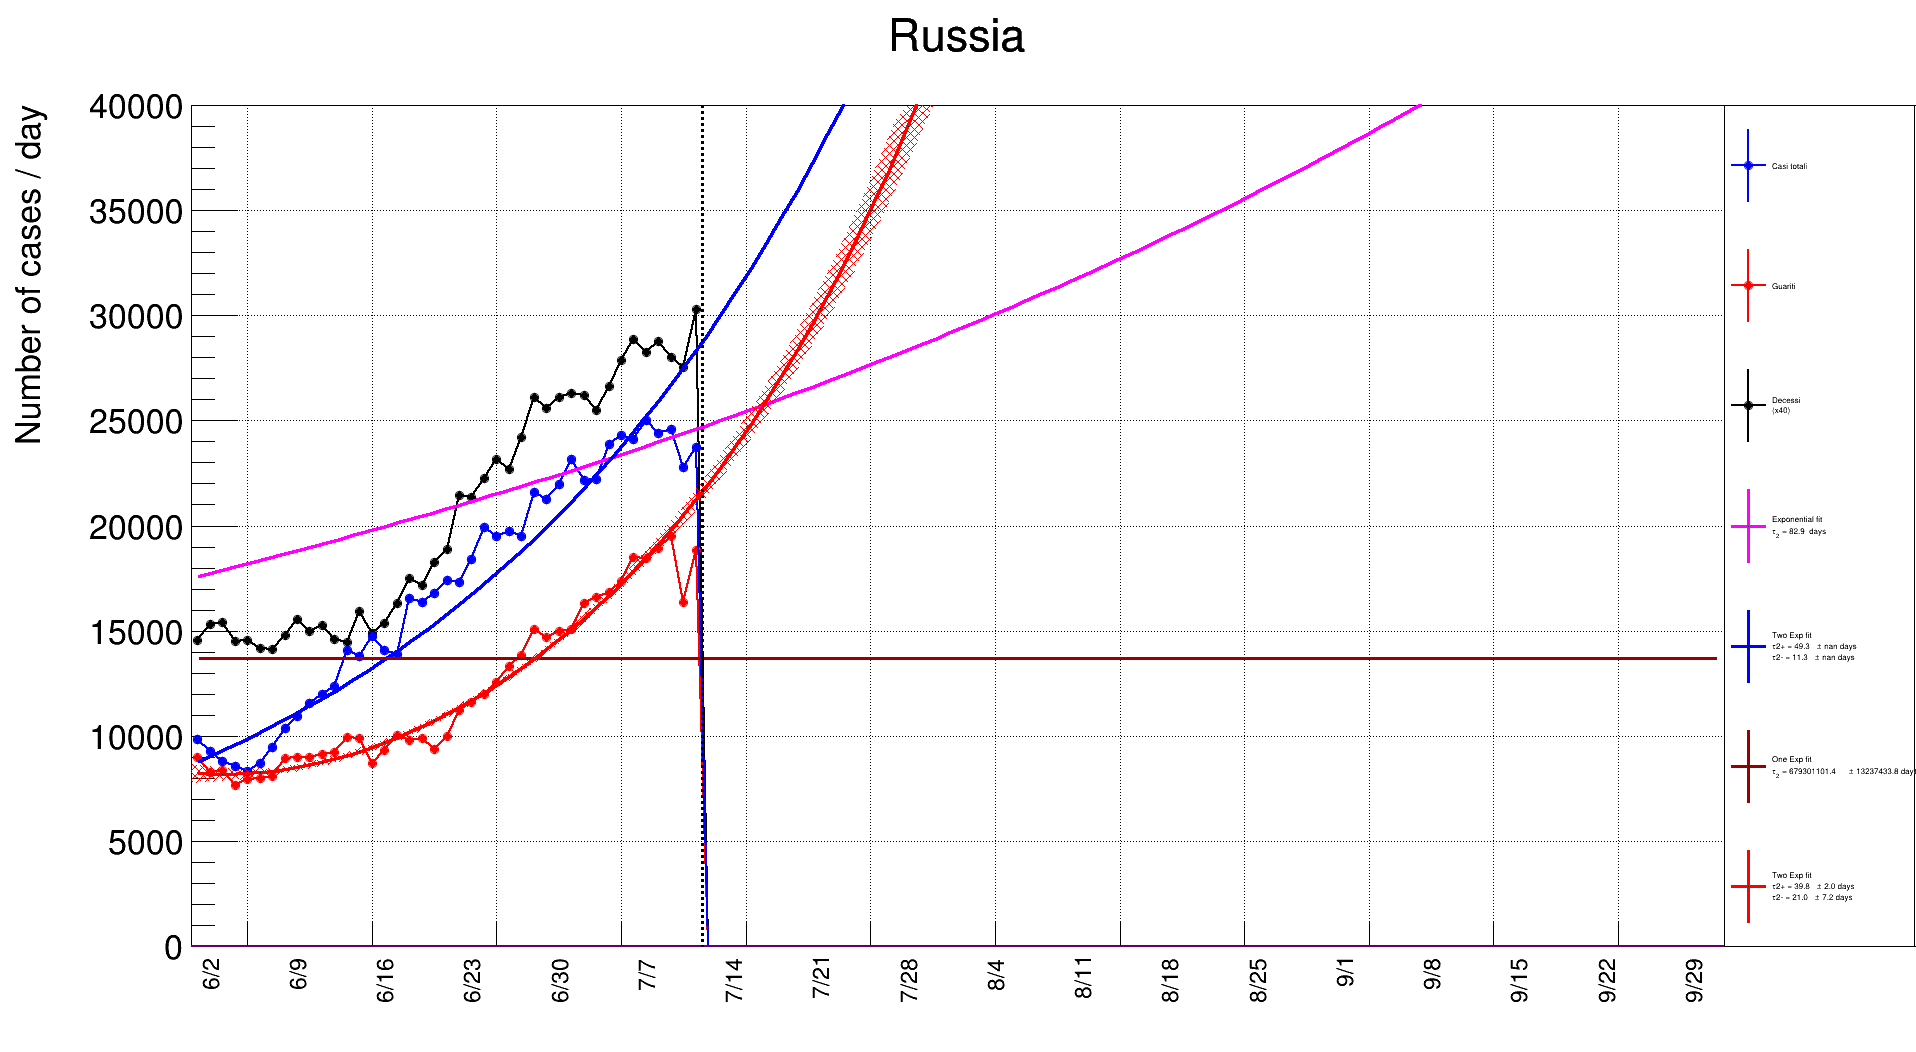 Russia
Number of cases / day
40000
35000
30000
25000
20000
15000
10000
5000
0
6/2
6/9
6/16
6/23
6/30
7/7
7/14
7/21
7/28
8/4
8/11
8/18
8/25
9/1
9/8
9/15
9/22
9/29
Casi totali
Guariti
Decessi
(x40)
Exponential fit
τ2 = 82.9 days
Two Exp fit
τ2+ = 49.3 ± nan days
τ2- = 11.3 ± nan days
One Exp fit
τ2 = 679301101.4 ± 13237433.8 days
Two Exp fit
τ2+ = 39.8 ± 2.0 days
τ2- = 21.0 ± 7.2 days